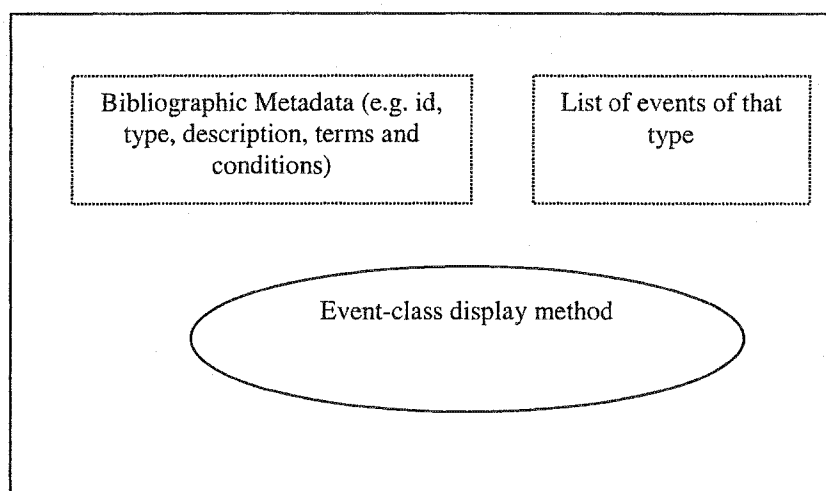 Bibliographic Metadata (e.g. id,
type, description, terms and
conditions)
List of events of that
type
Event-class display method